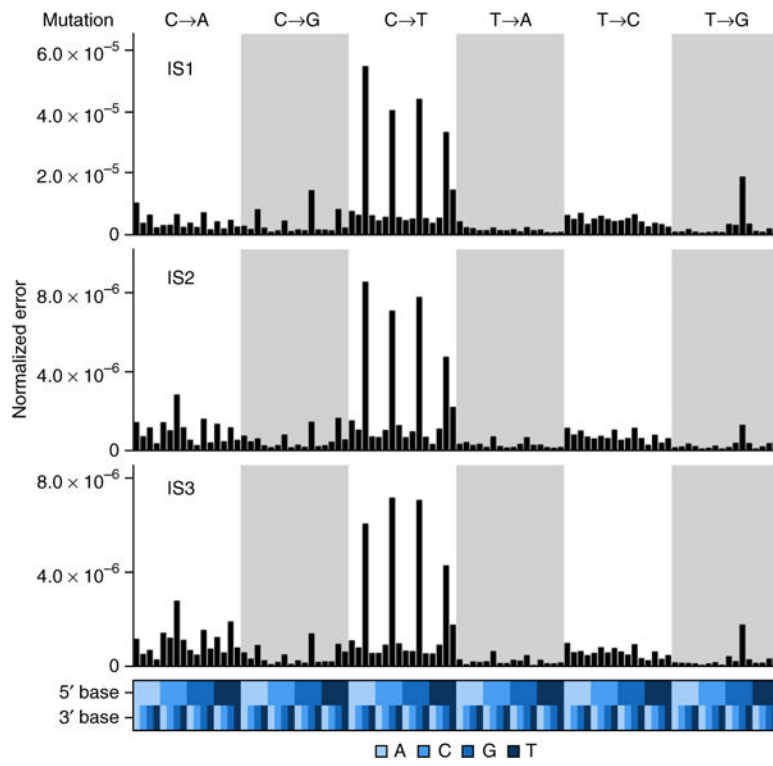 Mutation C→A C→G C→T T→A T→C T→G
6.0 × 10⁻⁵
IS1
4.0 × 10⁻⁵
2.0 × 10⁻⁵
0
IS2
8.0 × 10⁻⁶
Normalized error
4.0 × 10⁻⁶
0
8.0 × 10⁻⁶
IS3
4.0 × 10⁻⁶
0
5′ base
3′ base
A C G T